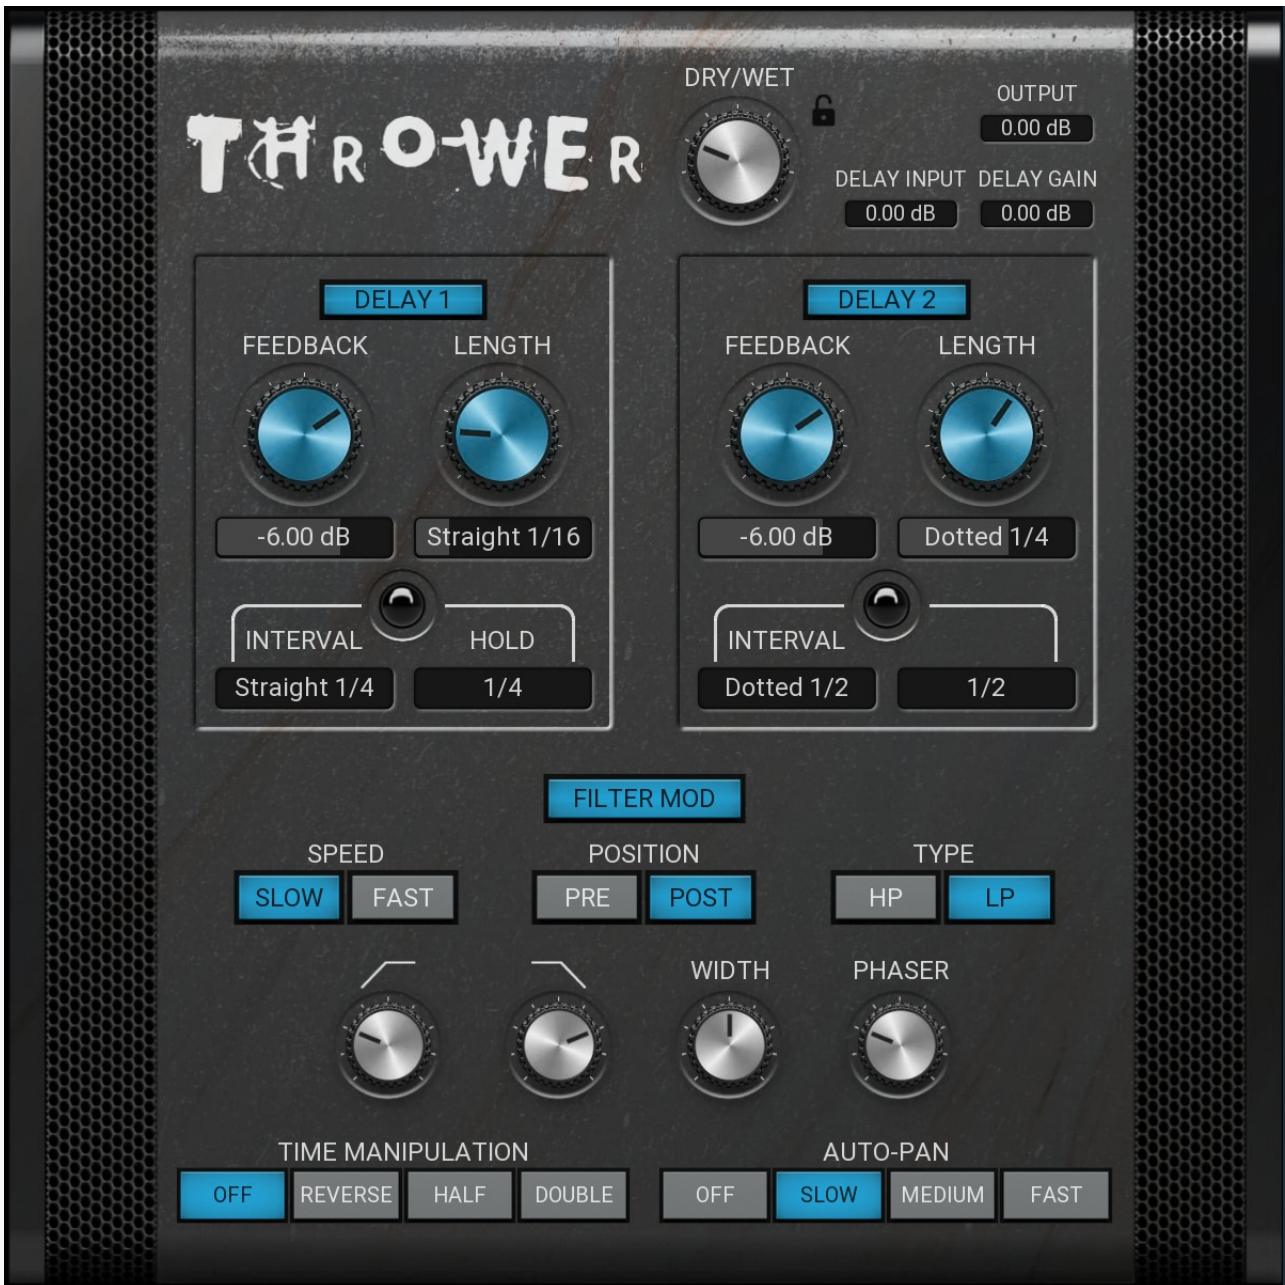 THROWER
DRY/WET
OUTPUT
0.00 dB
DELAY INPUT DELAY GAIN
0.00 dB 0.00 dB
DELAY 1
FEEDBACK LENGTH
-6.00 dB Straight 1/16
INTERVAL HOLD
Straight 1/4 1/4
DELAY 2
FEEDBACK LENGTH
-6.00 dB Dotted 1/4
INTERVAL
Dotted 1/2 1/2
FILTER MOD
SPEED POSITION TYPE
SLOW FAST PRE POST HP LP
WIDTH PHASER
TIME MANIPULATION AUTO-PAN
OFF REVERSE HALF DOUBLE OFF SLOW MEDIUM FAST